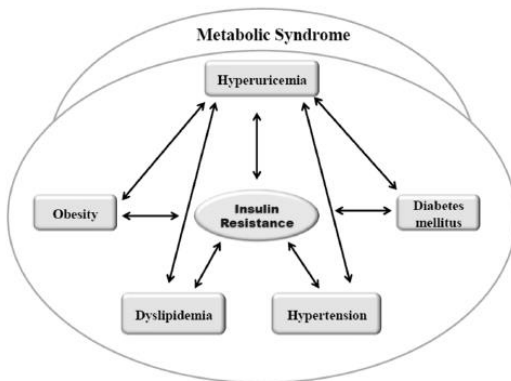 Metabolic Syndrome
Hyperuricemia
Obesity
Insulin
Resistance
Diabetes
mellitus
Dyslipidemia
Hypertension